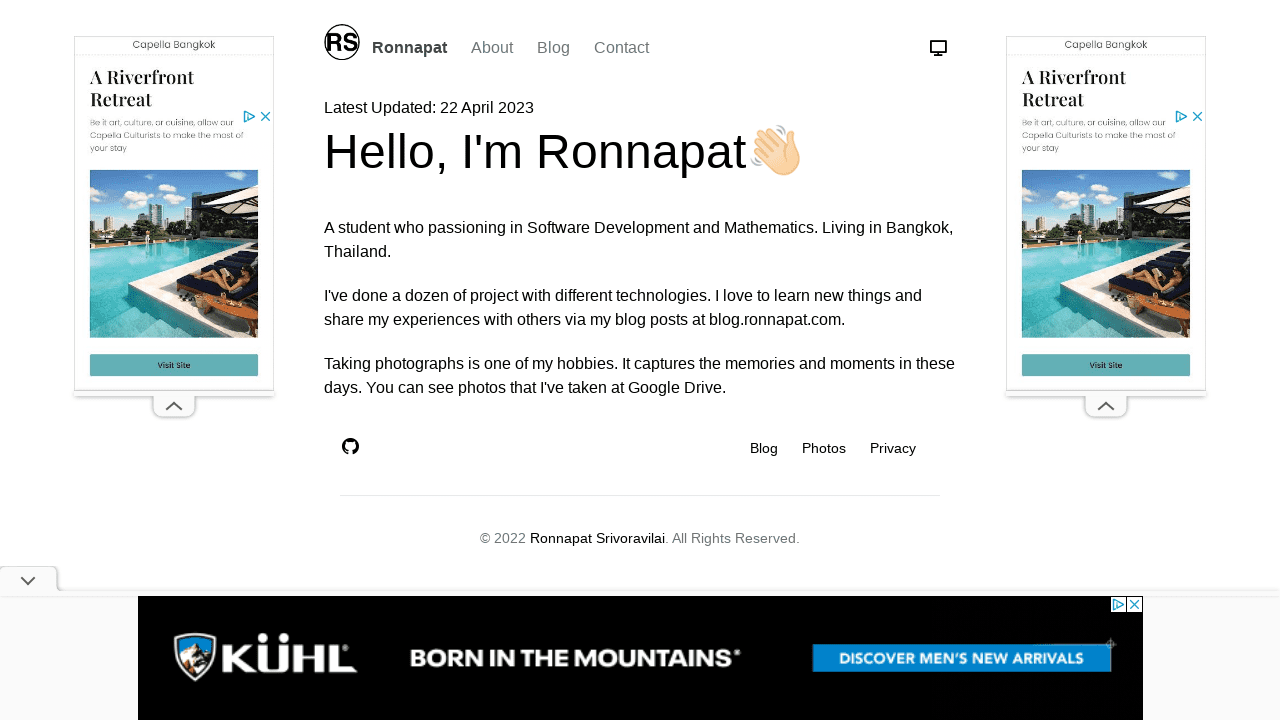 RS Ronnapat About Blog Contact
Latest Updated: 22 April 2023
Hello, I'm Ronnapat
A student who passioning in Software Development and Mathematics. Living in Bangkok,
Thailand.
I've done a dozen of project with different technologies. I love to learn new things and
share my experiences with others via my blog posts at blog.ronnapat.com.
Taking photographs is one of my hobbies. It captures the memories and moments in these
days. You can see photos that I've taken at Google Drive.
Blog Photos Privacy
© 2022 Ronnapat Srivoravilai. All Rights Reserved.
Capella Bangkok
A Riverfront
Retreat
Be it art, culture, or cuisine, allow our
Capella Culturists to make the most of
your stay
Visit Site
Capella Bangkok
A Riverfront
Retreat
Be it art, culture, or cuisine, allow our
Capella Culturists to make the most of
your stay
Visit Site
KÜHL BORN IN THE MOUNTAINS® DISCOVER MEN'S NEW ARRIVALS